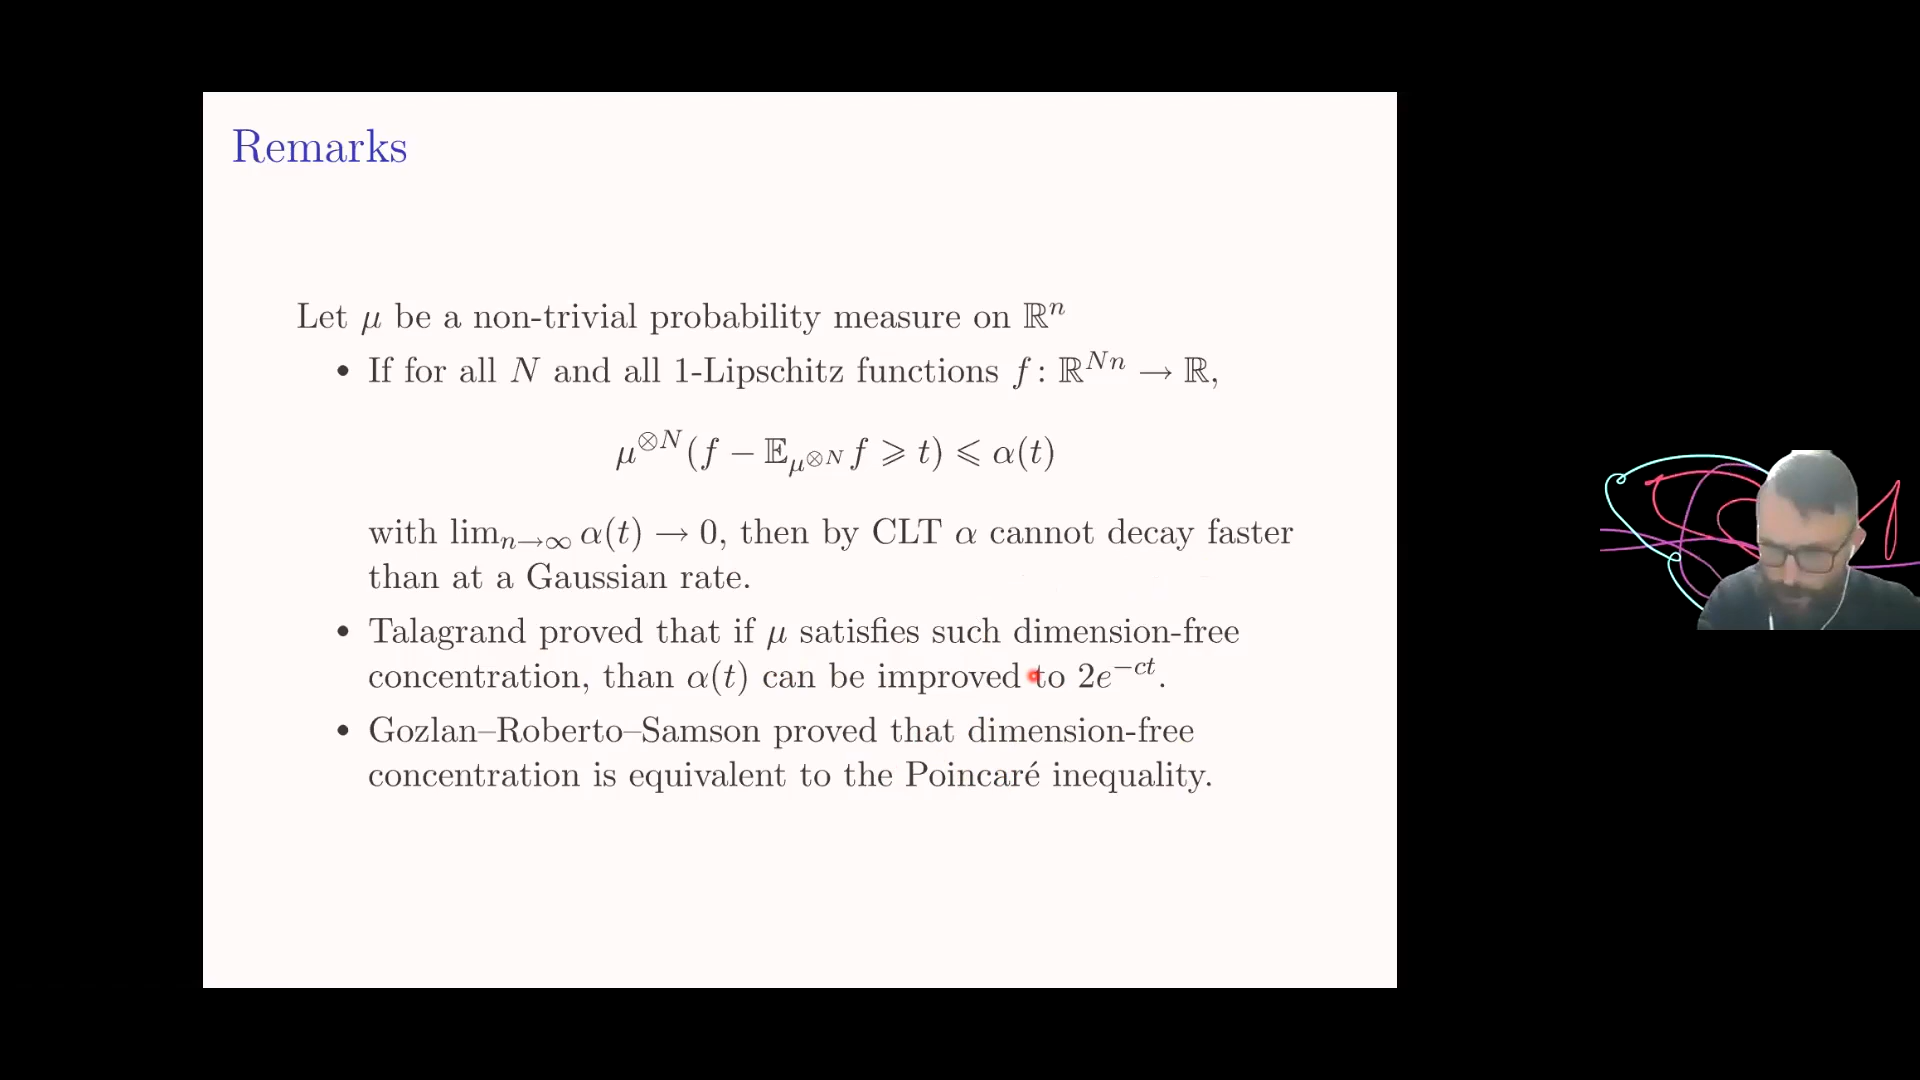 Remarks
Let μ be a non-trivial probability measure on ℝⁿ
• If for all N and all 1-Lipschitz functions f : ℝᴺⁿ → ℝ,
μ^{⊗N}(f − 𝔼_{μ^{⊗N}} f ⩾ t) ⩽ α(t)
with lim_{n→∞} α(t) → 0, then by CLT α cannot decay faster
than at a Gaussian rate.
• Talagrand proved that if μ satisfies such dimension-free
concentration, than α(t) can be improved to 2e^{−ct}.
• Gozlan–Roberto–Samson proved that dimension-free
concentration is equivalent to the Poincaré inequality.